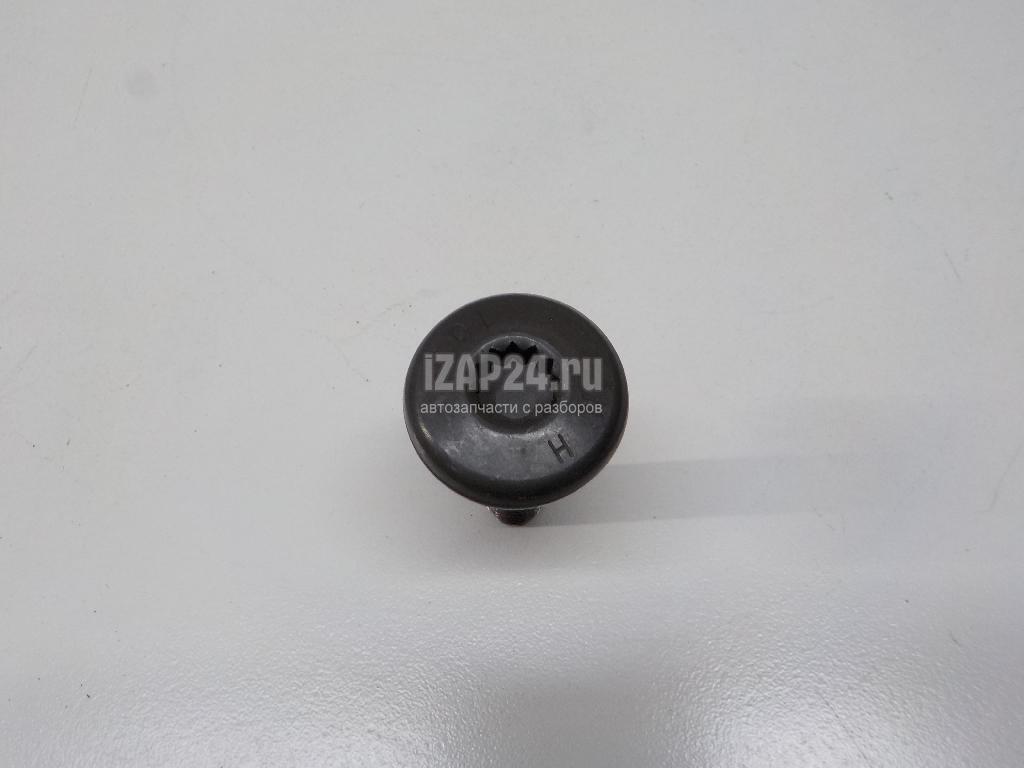 iZAP24.ru
автозапчасти с разборов
H